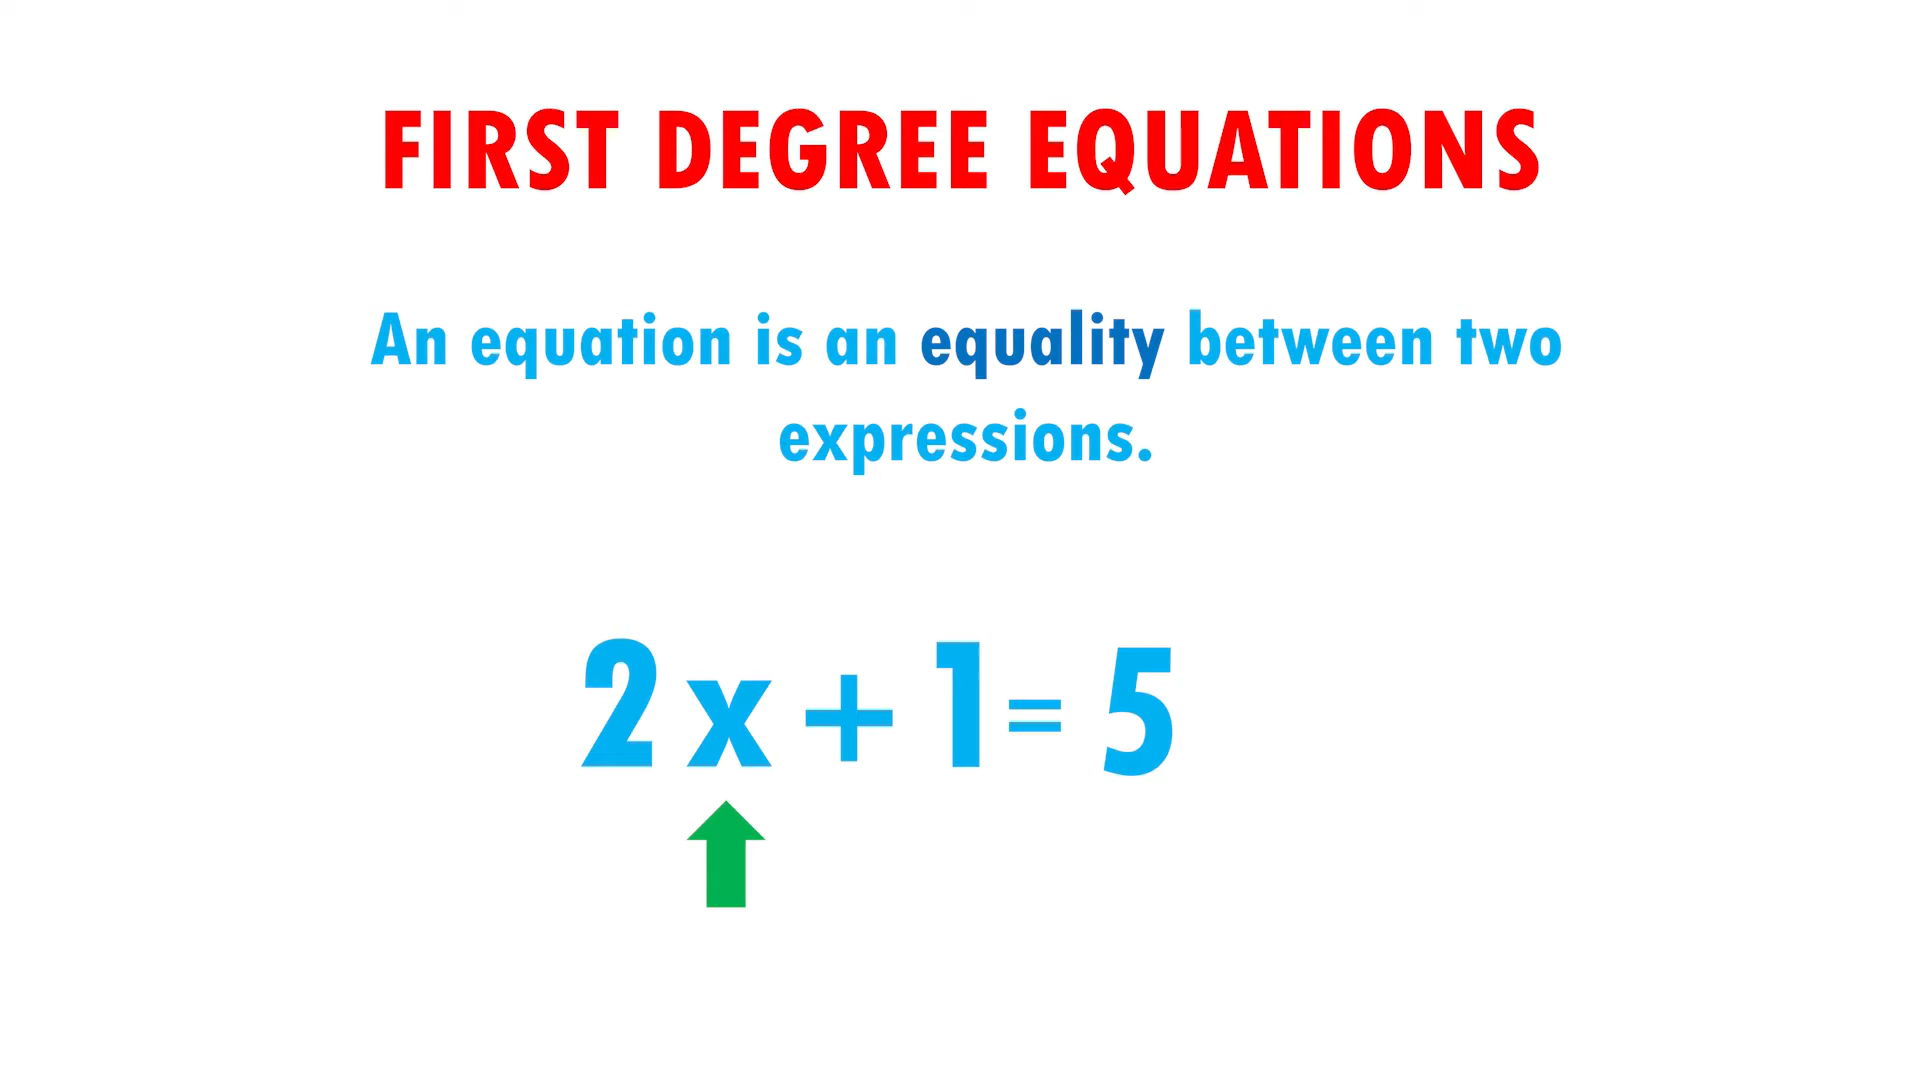 FIRST DEGREE EQUATIONS
An equation is an equality between two
expressions.
2x + 1 = 5